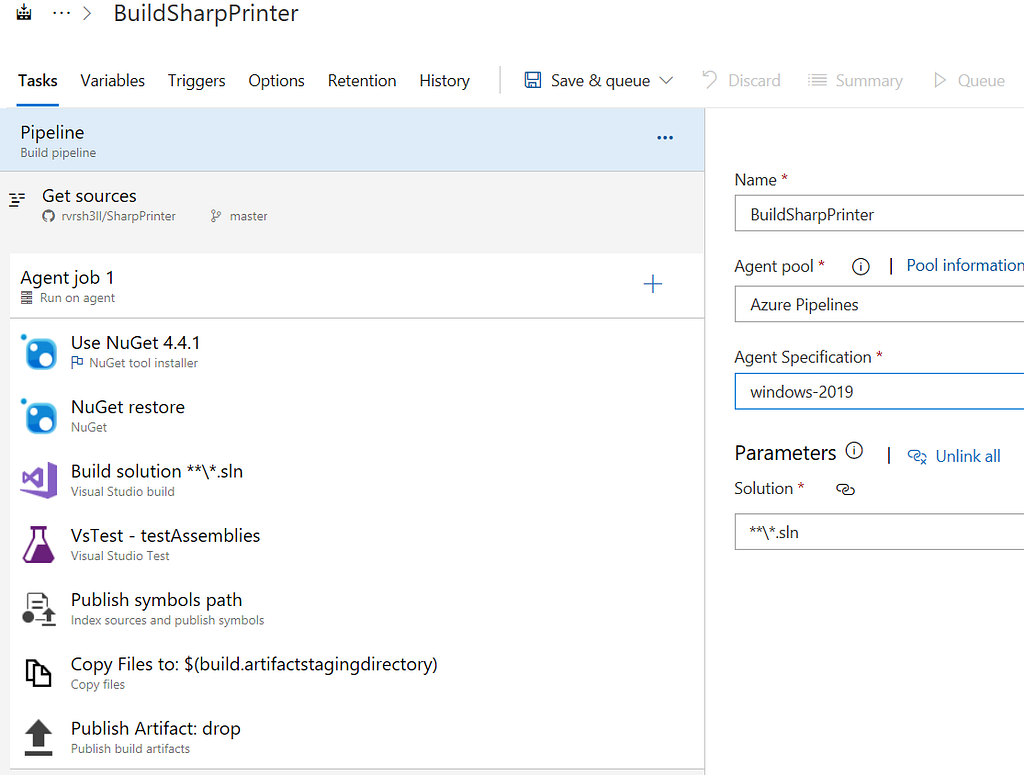 ··· > BuildSharpPrinter
Tasks Variables Triggers Options Retention History | Save & queue Discard Summary Queue
Pipeline
Build pipeline
···
Get sources
rvrsh3ll/SharpPrinter master
Agent job 1
Run on agent
+
Use NuGet 4.4.1
NuGet tool installer
NuGet restore
NuGet
Build solution **\*.sln
Visual Studio build
VsTest - testAssemblies
Visual Studio Test
Publish symbols path
Index sources and publish symbols
Copy Files to: $(build.artifactstagingdirectory)
Copy files
Publish Artifact: drop
Publish build artifacts
Name *
BuildSharpPrinter
Agent pool * | Pool information
Azure Pipelines
Agent Specification *
windows-2019
Parameters | Unlink all
Solution *
**\*.sln